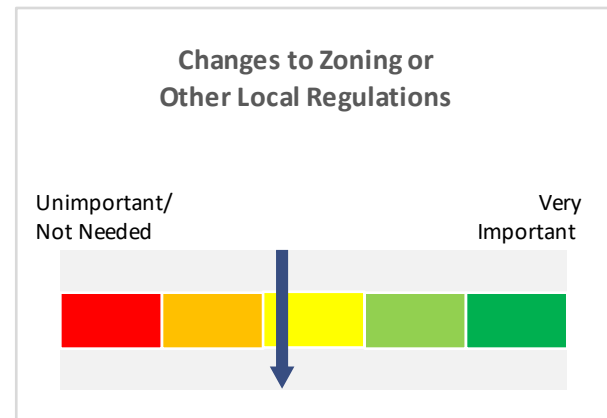 Changes to Zoning or
Other Local Regulations
Unimportant/
Not Needed
Very
Important